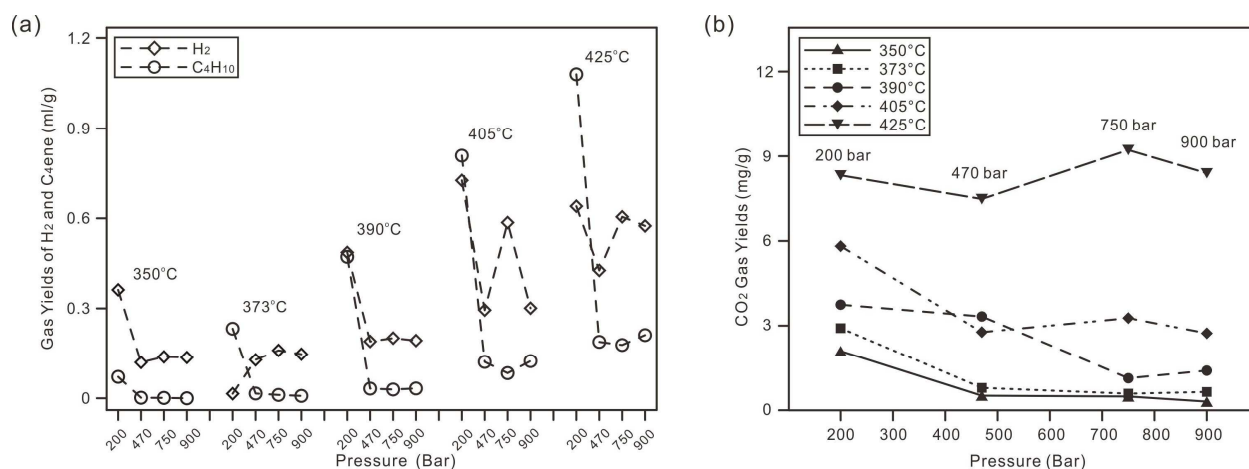 (a)
Gas Yields of H2 and C4ene (ml/g)
1.2
0.9
0.6
0.3
0
H2
C4H10
350°C
373°C
390°C
405°C
425°C
200 470 750 900 200 470 750 900 200 470 750 900 200 470 750 900 200 470 750 900
Pressure (Bar)
(b)
CO2 Gas Yields (mg/g)
12
9
6
3
0
350°C
373°C
390°C
405°C
425°C
200 bar
470 bar
750 bar
900 bar
200 300 400 500 600 700 800 900
Pressure (Bar)